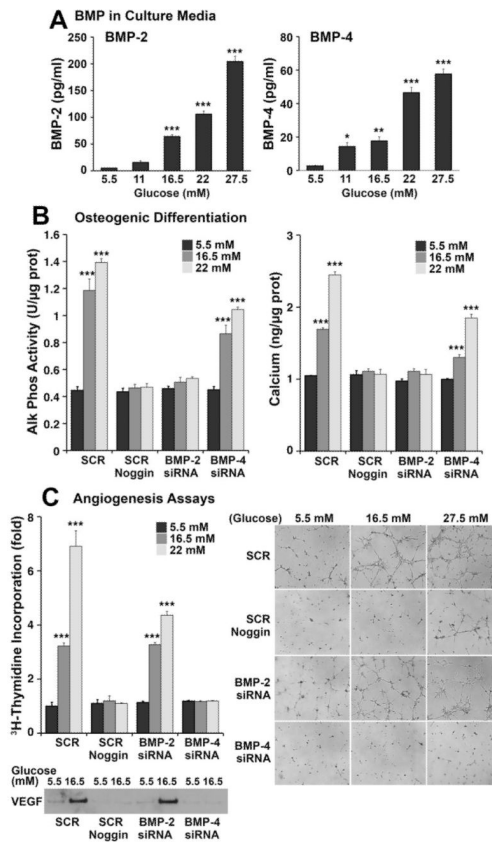 A BMP in Culture Media
BMP-2
BMP-4
BMP-2 (pg/ml)
250
200
150
100
50
0
***
***
***
5.5 11 16.5 22 27.5
Glucose (mM)
BMP-4 (pg/ml)
80
60
40
20
0
*
**
***
***
5.5 11 16.5 22 27.5
Glucose (mM)
B Osteogenic Differentiation
Alk Phos Activity (U/µg prot)
1.4
1.2
1
0.8
0.6
0.4
0.2
0
5.5 mM
16.5 mM
22 mM
***
***
***
***
SCR
SCR Noggin
BMP-2 siRNA
BMP-4 siRNA
Calcium (ng/µg prot)
3
2
1
0
5.5 mM
16.5 mM
22 mM
***
***
***
***
SCR
SCR Noggin
BMP-2 siRNA
BMP-4 siRNA
C Angiogenesis Assays
³H-Thymidine Incorporation (fold)
8
6
4
2
0
5.5 mM
16.5 mM
22 mM
***
***
***
***
SCR
SCR Noggin
BMP-2 siRNA
BMP-4 siRNA
Glucose (mM)
5.5 16.5 5.5 16.5 5.5 16.5 5.5 16.5
VEGF
SCR
SCR Noggin
BMP-2 siRNA
BMP-4 siRNA
(Glucose) 5.5 mM 16.5 mM 27.5 mM
SCR
SCR Noggin
BMP-2 siRNA
BMP-4 siRNA